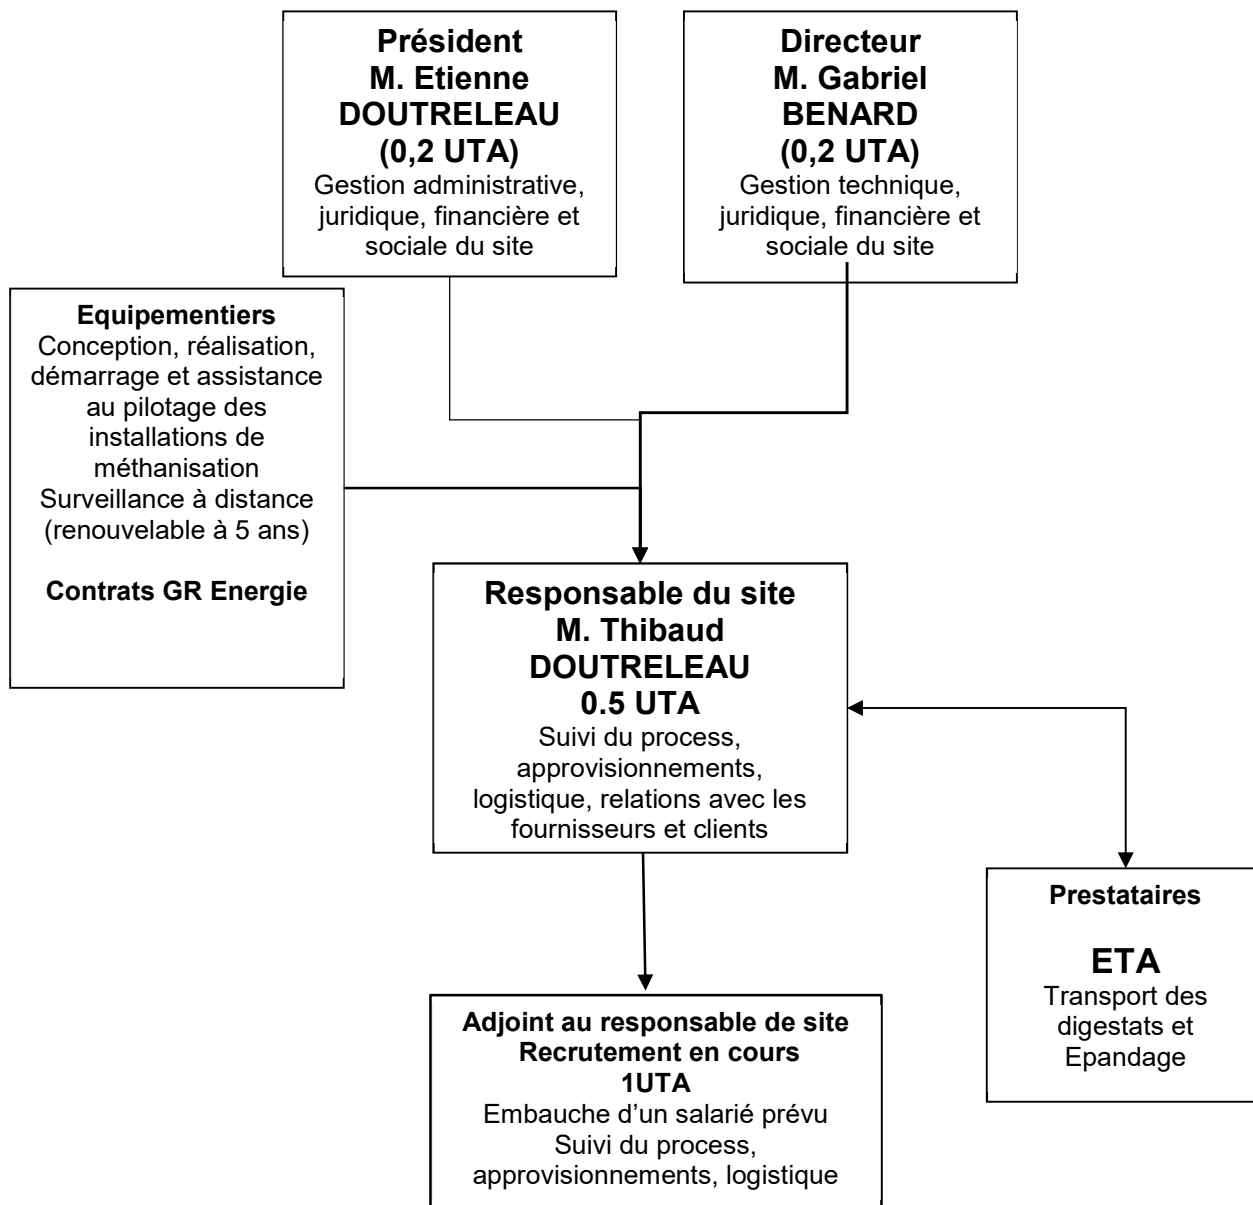 Président
M. Etienne
DOUTRELEAU
(0,2 UTA)
Gestion administrative,
juridique, financière et
sociale du site
Directeur
M. Gabriel
BENARD
(0,2 UTA)
Gestion technique,
juridique, financière et
sociale du site
Equipementiers
Conception, réalisation,
démarrage et assistance
au pilotage des
installations de
méthanisation
Surveillance à distance
(renouvelable à 5 ans)
Contrats GR Energie
Responsable du site
M. Thibaud
DOUTRELEAU
0.5 UTA
Suivi du process,
approvisionnements,
logistique, relations avec les
fournisseurs et clients
Prestataires
ETA
Transport des
digestats et
Epandage
Adjoint au responsable de site
Recrutement en cours
1UTA
Embauche d’un salarié prévu
Suivi du process,
approvisionnements, logistique